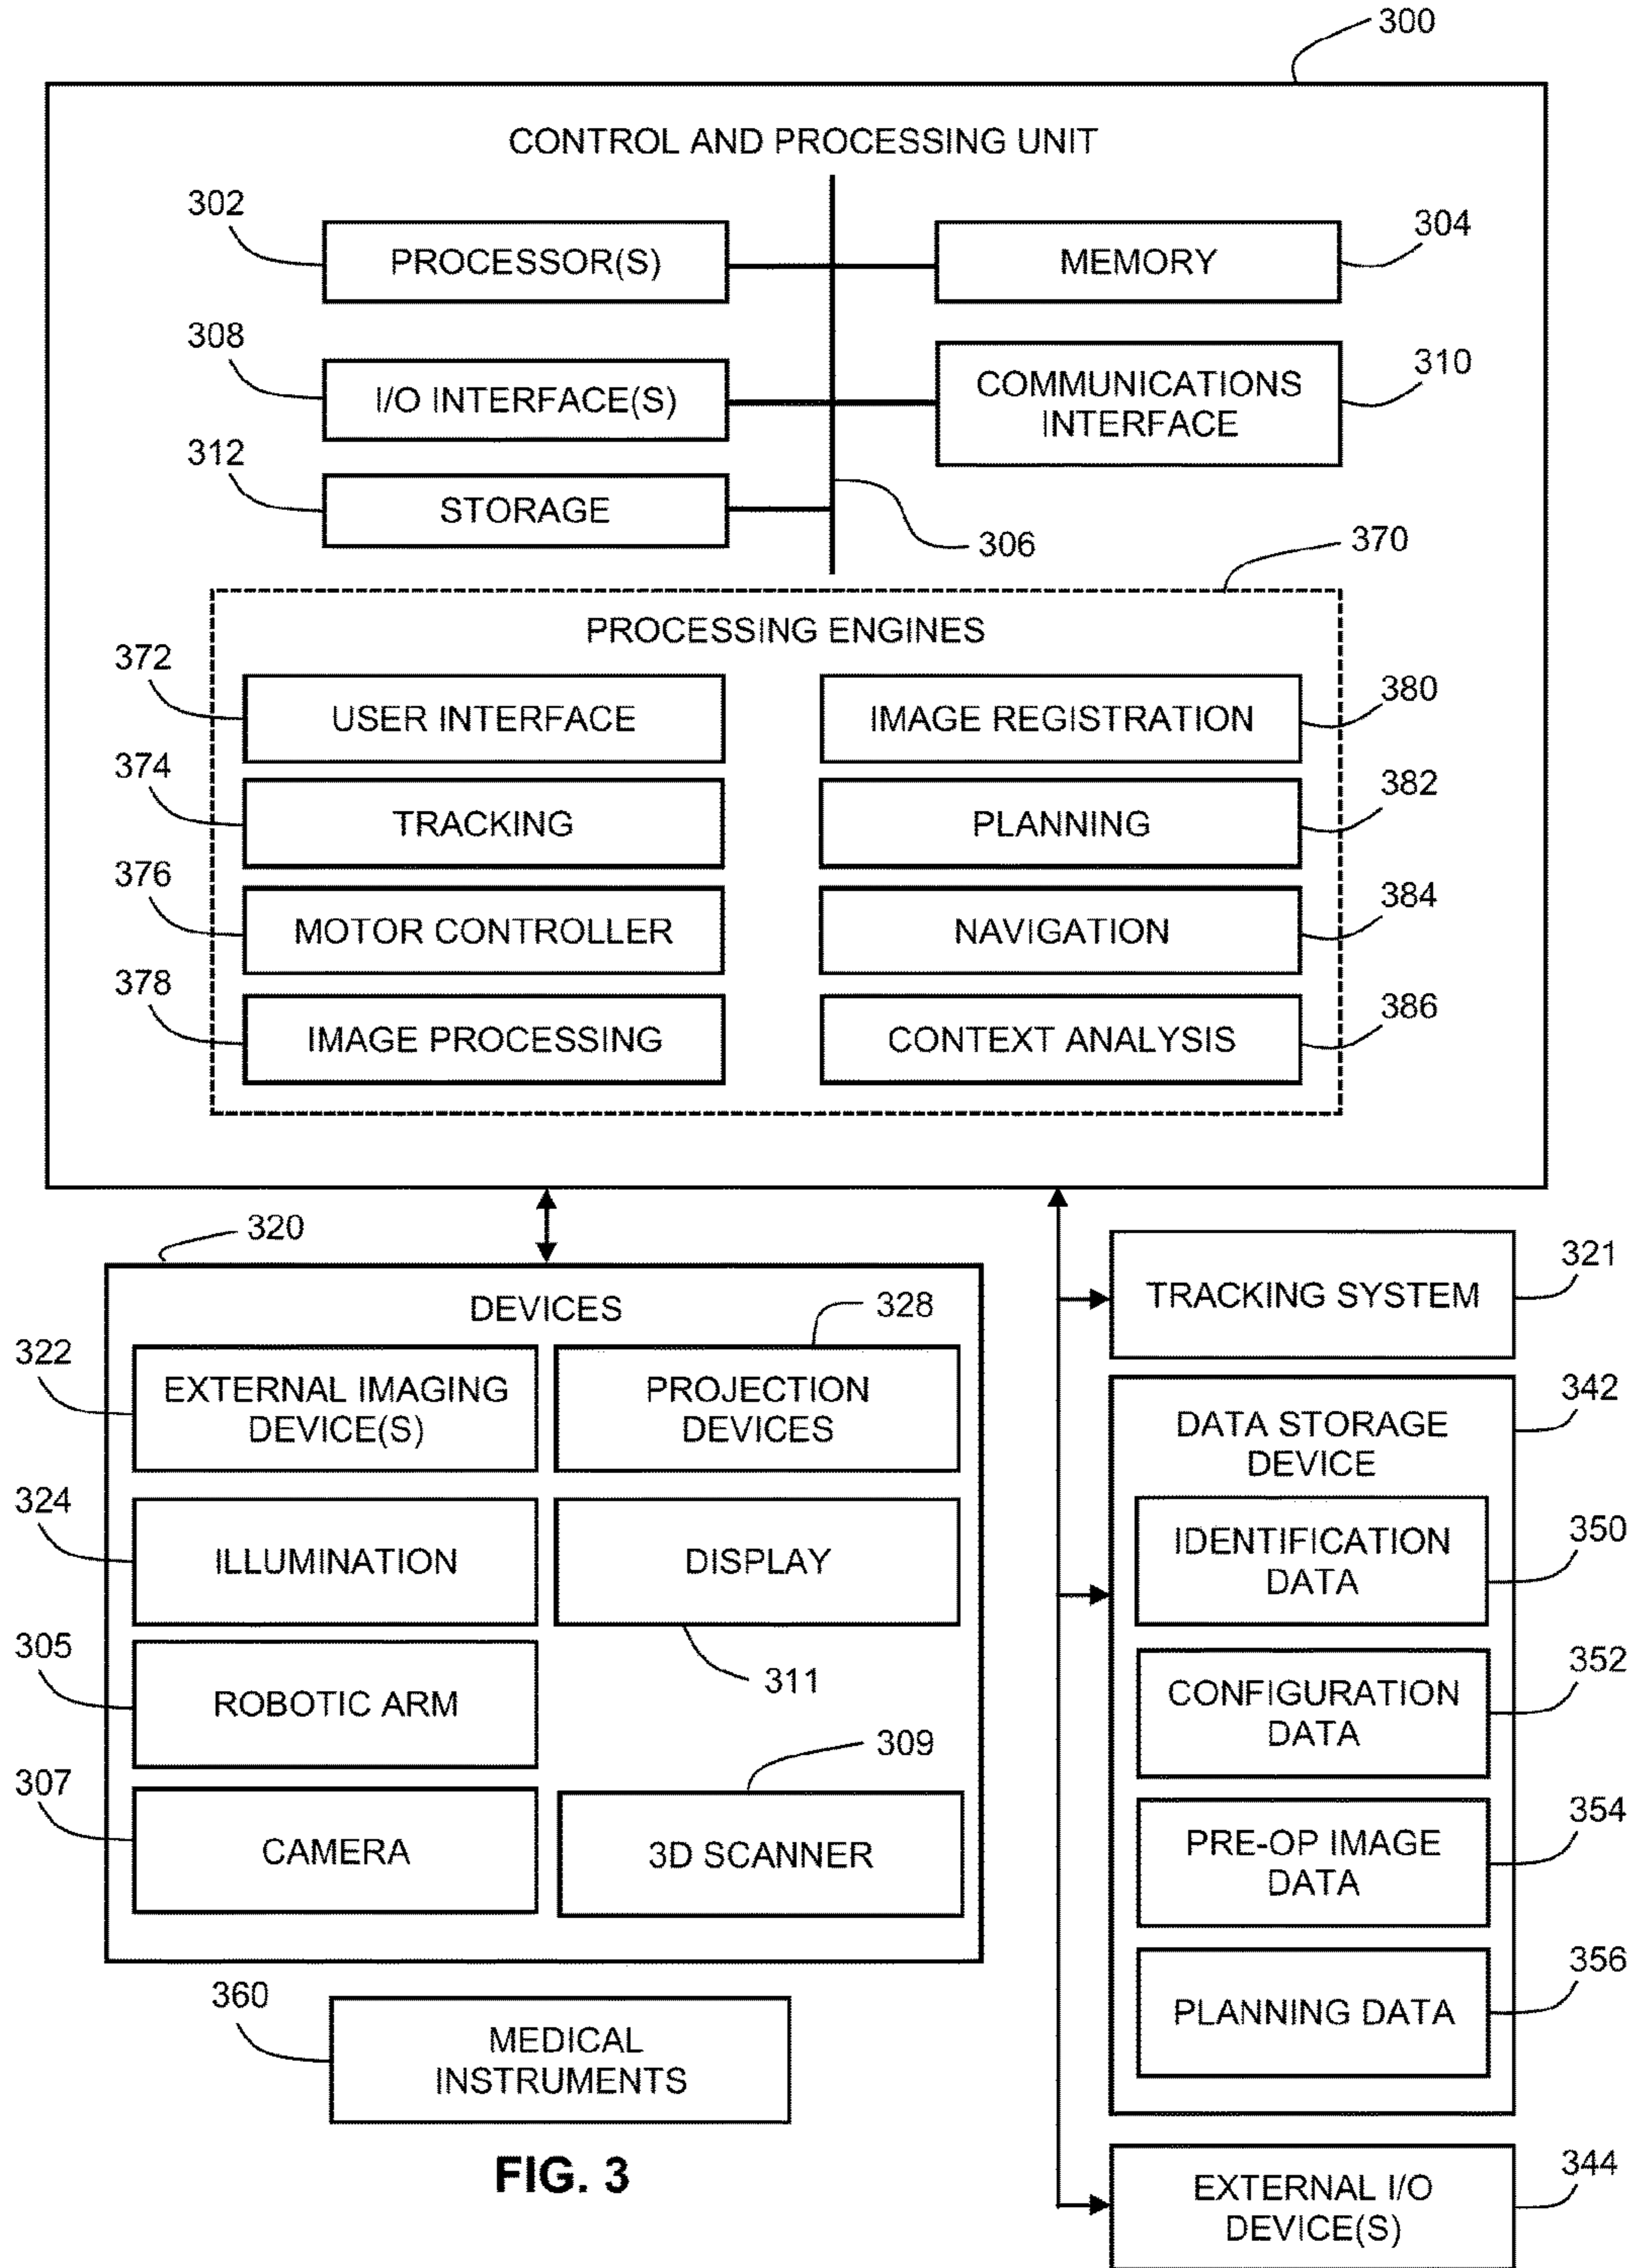 300
CONTROL AND PROCESSING UNIT
302
PROCESSOR(S)
MEMORY
304
308
I/O INTERFACE(S)
COMMUNICATIONS
INTERFACE
310
312
STORAGE
306
370
PROCESSING ENGINES
372
USER INTERFACE
IMAGE REGISTRATION
380
374
TRACKING
PLANNING
382
376
MOTOR CONTROLLER
NAVIGATION
384
378
IMAGE PROCESSING
CONTEXT ANALYSIS
386
320
DEVICES
328
322
EXTERNAL IMAGING
DEVICE(S)
PROJECTION
DEVICES
324
ILLUMINATION
DISPLAY
311
305
ROBOTIC ARM
309
307
CAMERA
3D SCANNER
360
MEDICAL
INSTRUMENTS
TRACKING SYSTEM
321
342
DATA STORAGE
DEVICE
IDENTIFICATION
DATA
350
CONFIGURATION
DATA
352
PRE-OP IMAGE
DATA
354
PLANNING DATA
356
EXTERNAL I/O
DEVICE(S)
344
FIG. 3